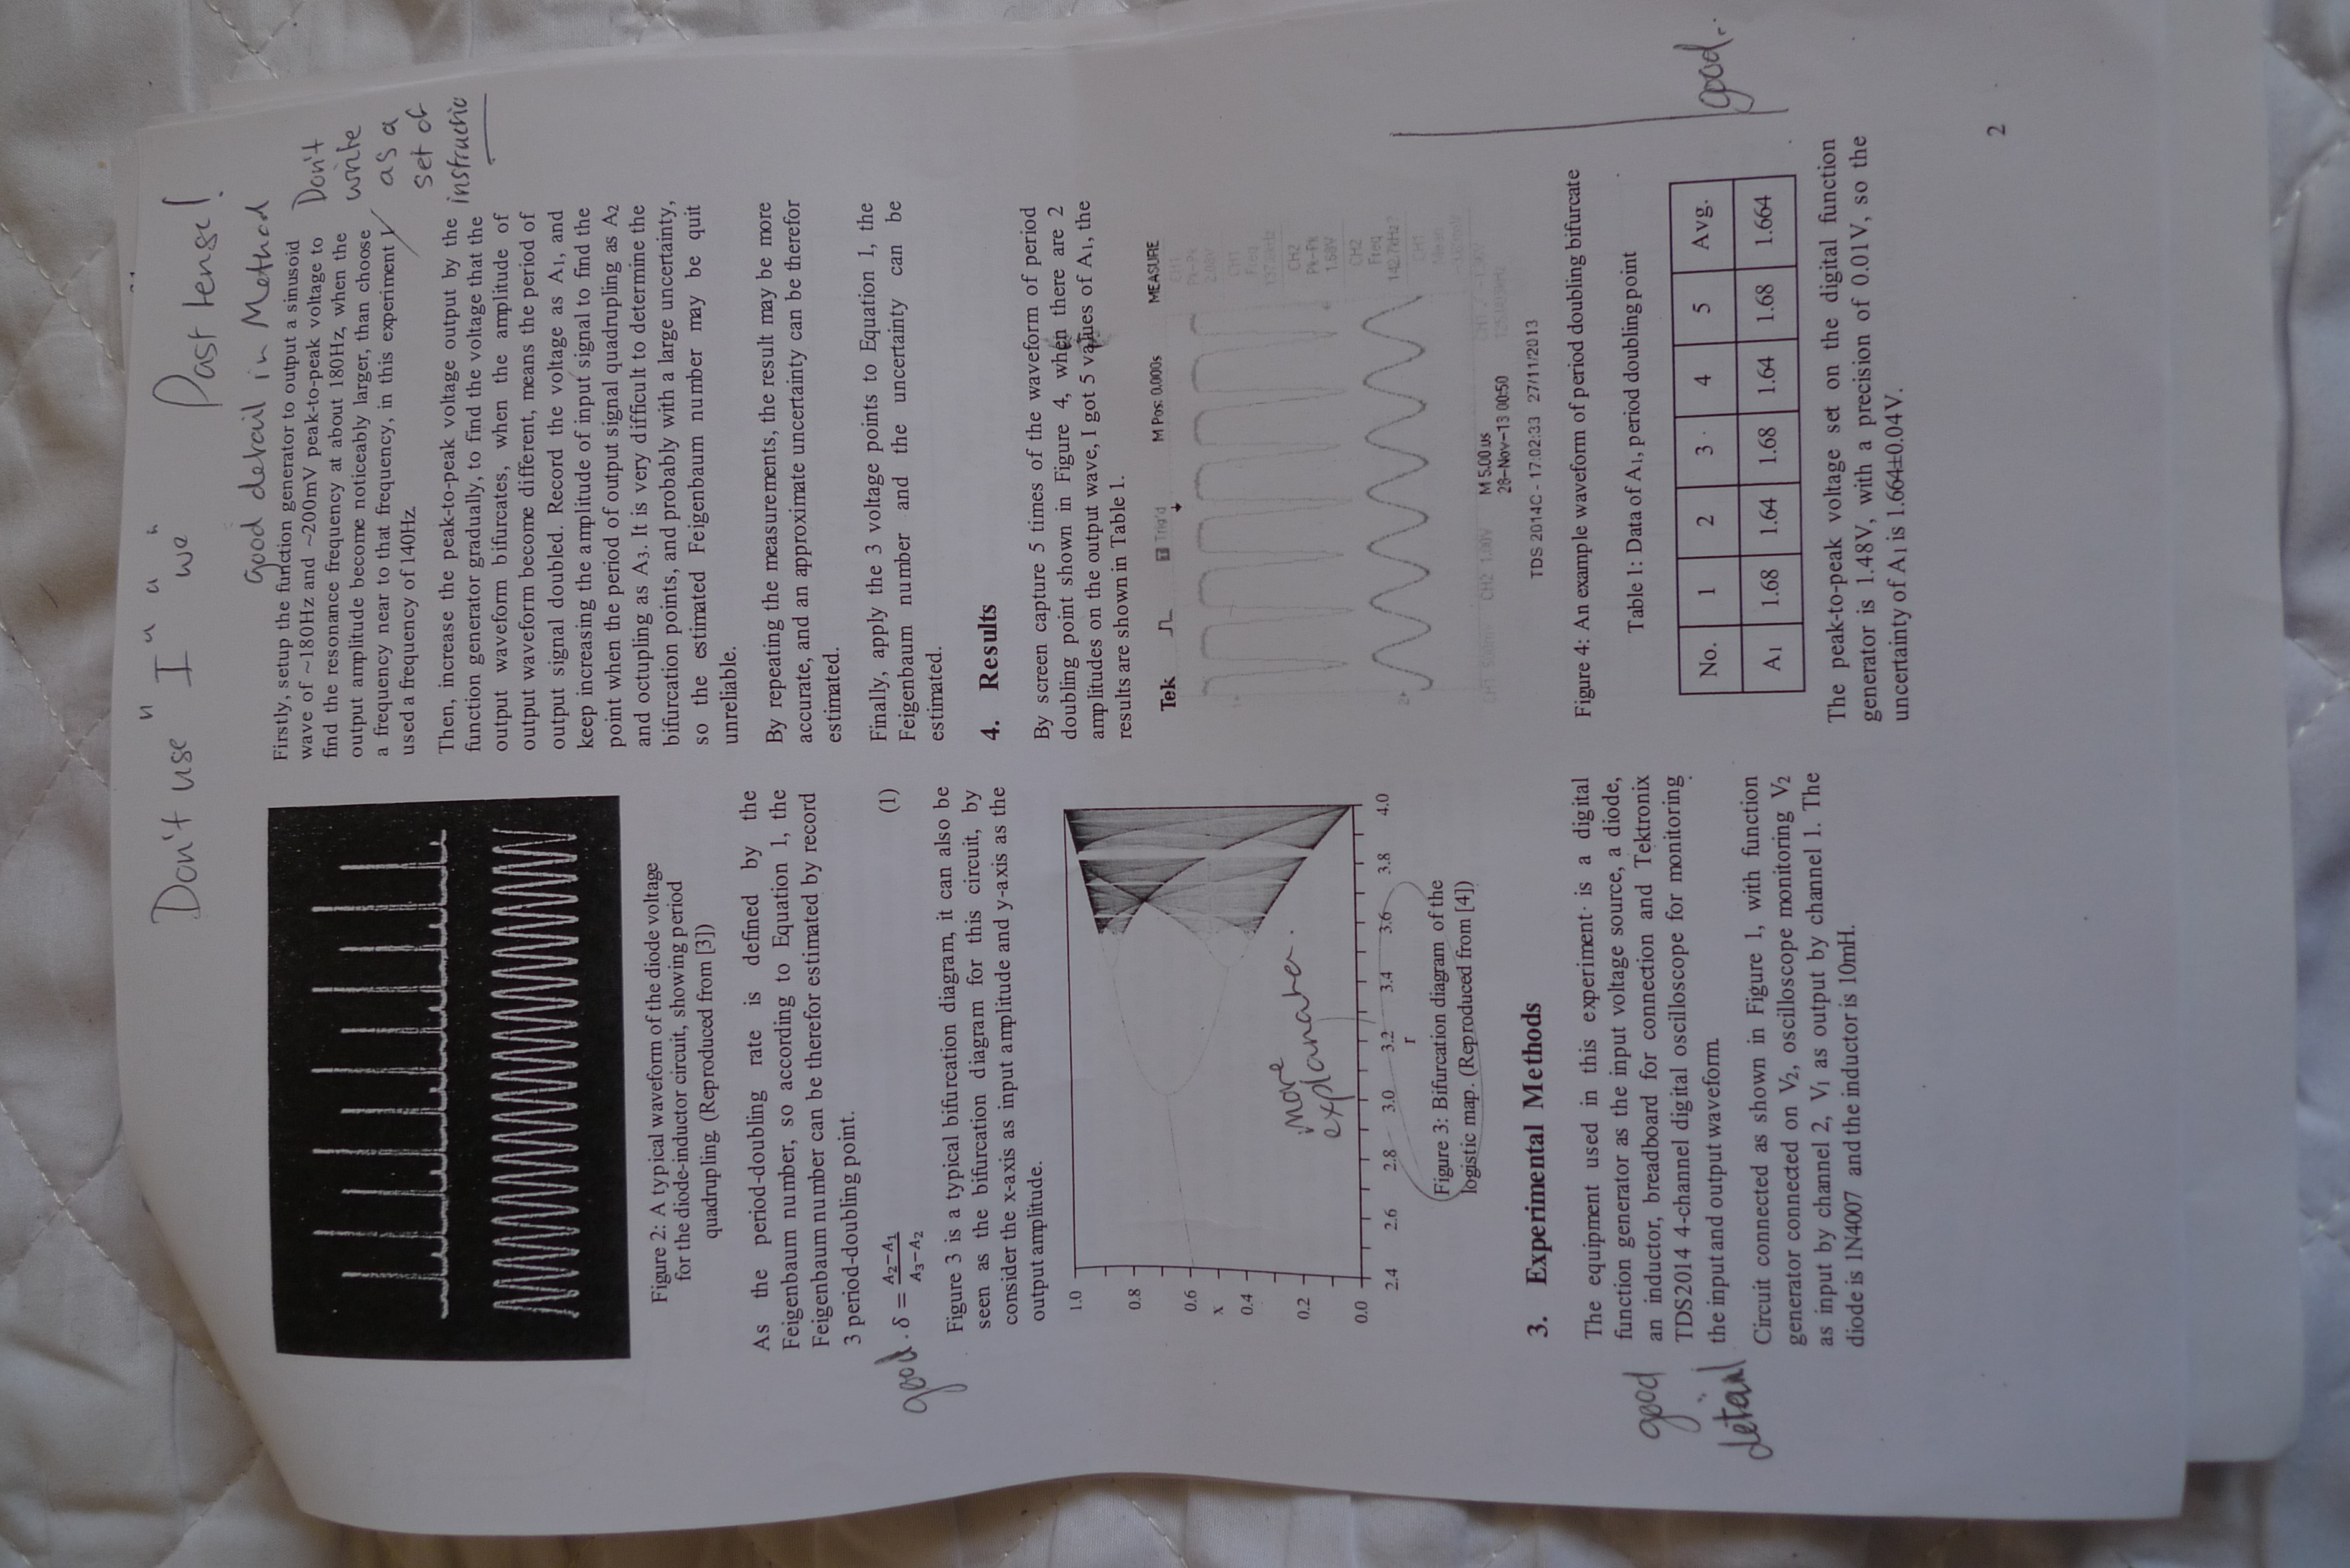 Don't use "I" "we"
Past tense!
Figure 2: A typical waveform of the diode voltage
for the diode-inductor circuit, showing period
quadrupling. (Reproduced from [3])
As the period-doubling rate is defined by the
Feigenbaum number, so according to Equation 1, the
Feigenbaum number can be therefor estimated by record
3 period-doubling point.
good.
δ = A₂−A₁ / A₃−A₂ (1)
Figure 3 is a typical bifurcation diagram, it can also be
seen as the bifurcation diagram for this circuit, by
consider the x-axis as input amplitude and y-axis as the
output amplitude.
1.0
0.8
0.6
x
0.4
0.2
0.0
2.4 2.6 2.8 3.0 3.2 3.4 3.6 3.8 4.0
r
more
Figure 3: Bifurcation diagram of the
logistic map. (Reproduced from [4])
3. Experimental Methods
The equipment used in this experiment is a digital
function generator as the input voltage source, a diode,
an inductor, breadboard for connection and Tektronix
TDS2014 4-channel digital oscilloscope for monitoring
the input and output waveform.
good
detail
Circuit connected as shown in Figure 1, with function
generator connected on V₂, oscilloscope monitoring V₂
as input by channel 2, V₁ as output by channel 1. The
diode is 1N4007 and the inductor is 10mH.
good detail in Method
Firstly, setup the function generator to output a sinusoid
wave of ~180Hz and ~200mV peak-to-peak voltage to
find the resonance frequency at about 180Hz, when the
output amplitude become noticeably larger, than choose
a frequency near to that frequency, in this experiment I
used a frequency of 140Hz.
Don't
write
as a
set of
Then, increase the peak-to-peak voltage output by the
function generator gradually, to find the voltage that the
output waveform bifurcates, when the amplitude of
output waveform become different, means the period of
output signal doubled. Record the voltage as A₁, and
keep increasing the amplitude of input signal to find the
point when the period of output signal quadrupling as A₂
and octupling as A₃. It is very difficult to determine the
bifurcation points, and probably with a large uncertainty,
so the estimated Feigenbaum number may be quit
unreliable.
By repeating the measurements, the result may be more
accurate, and an approximate uncertainty can be therefor
estimated.
Finally, apply the 3 voltage points to Equation 1, the
Feigenbaum number and the uncertainty can be
estimated.
4. Results
By screen capture 5 times of the waveform of period
doubling point shown in Figure 4, when there are 2
amplitudes on the output wave, I got 5 values of A₁, the
results are shown in Table 1.
Tek T Trig'd M Pos: 0.000s MEASURE
CH1
Pk-Pk
2.08V
CH1
Freq
CH2
Pk-Pk
1.58V
CH2
Freq
142.7kHz?
CH1
Mean
CH2 1.00V M 5.00us
28-Nov-13 00:50
TDS 2014C - 17:02:33 27/11/2013
Figure 4: An example waveform of period doubling bifurcate
Table 1: Data of A₁, period doubling point
No. 1 2 3 4 5 Avg.
A₁ 1.68 1.64 1.68 1.64 1.68 1.664
good..
The peak-to-peak voltage set on the digital function
generator is 1.48V, with a precision of 0.01V, so the
uncertainty of A₁ is 1.664±0.04V.
2